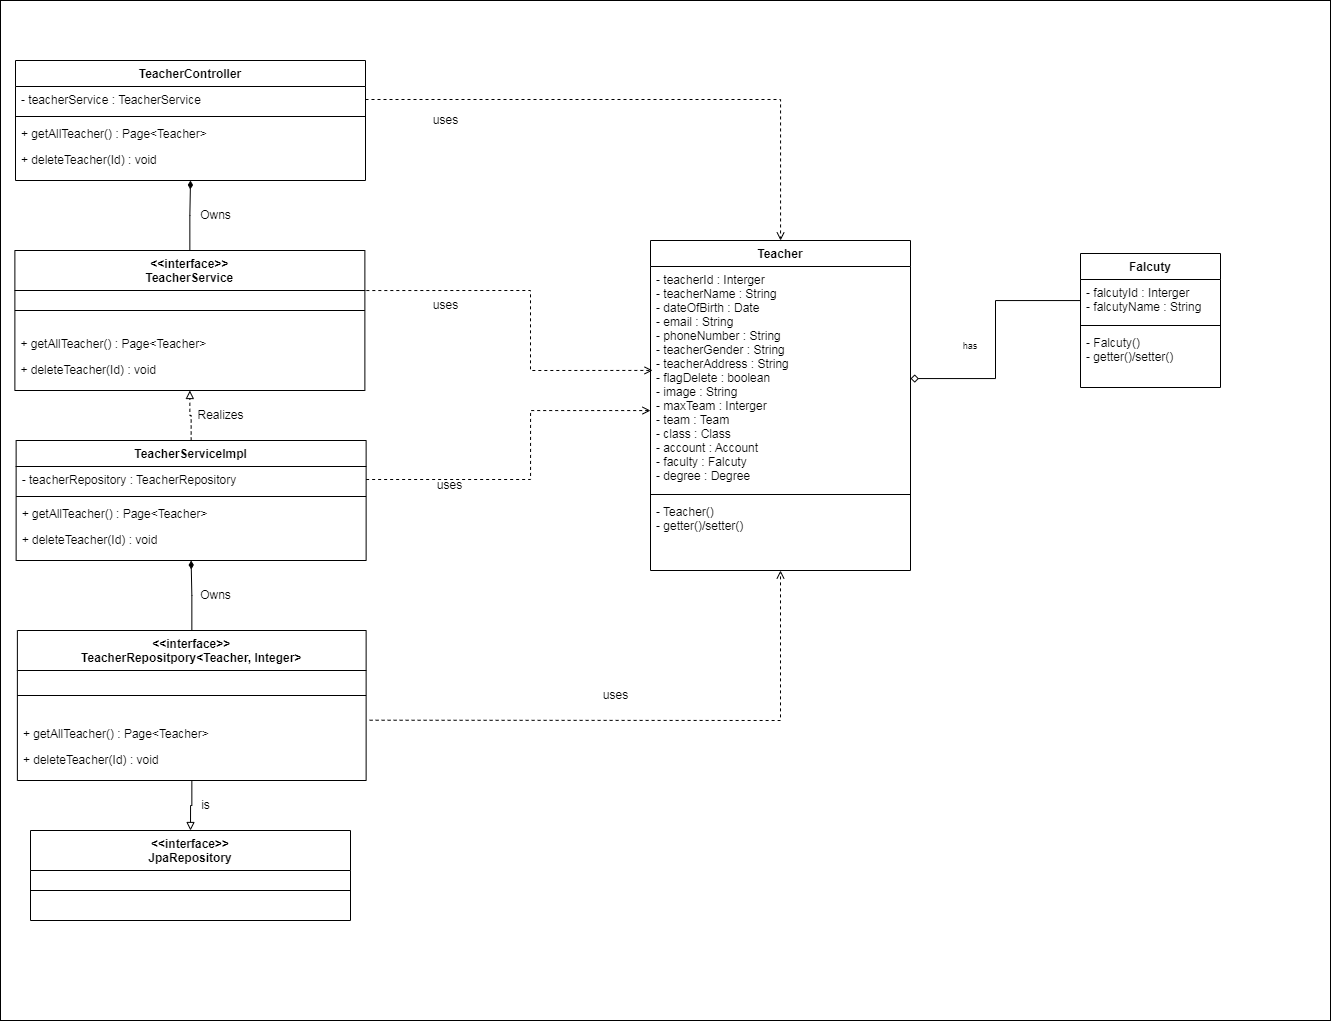 TeacherController
- teacherService : TeacherService
+ getAllTeacher() : Page<Teacher>
+ deleteTeacher(Id) : void
uses
Owns
<<interface>>
TeacherService
+ getAllTeacher() : Page<Teacher>
+ deleteTeacher(Id) : void
uses
Realizes
TeacherServiceImpl
- teacherRepository : TeacherRepository
+ getAllTeacher() : Page<Teacher>
+ deleteTeacher(Id) : void
uses
Owns
<<interface>>
TeacherRepositpory<Teacher, Integer>
+ getAllTeacher() : Page<Teacher>
+ deleteTeacher(Id) : void
uses
is
<<interface>>
JpaRepository
Teacher
- teacherId : Interger
- teacherName : String
- dateOfBirth : Date
- email : String
- phoneNumber : String
- teacherGender : String
- teacherAddress : String
- flagDelete : boolean
- image : String
- maxTeam : Interger
- team : Team
- class : Class
- account : Account
- faculty : Falcuty
- degree : Degree
- Teacher()
- getter()/setter()
has
Falcuty
- falcutyId : Interger
- falcutyName : String
- Falcuty()
- getter()/setter()